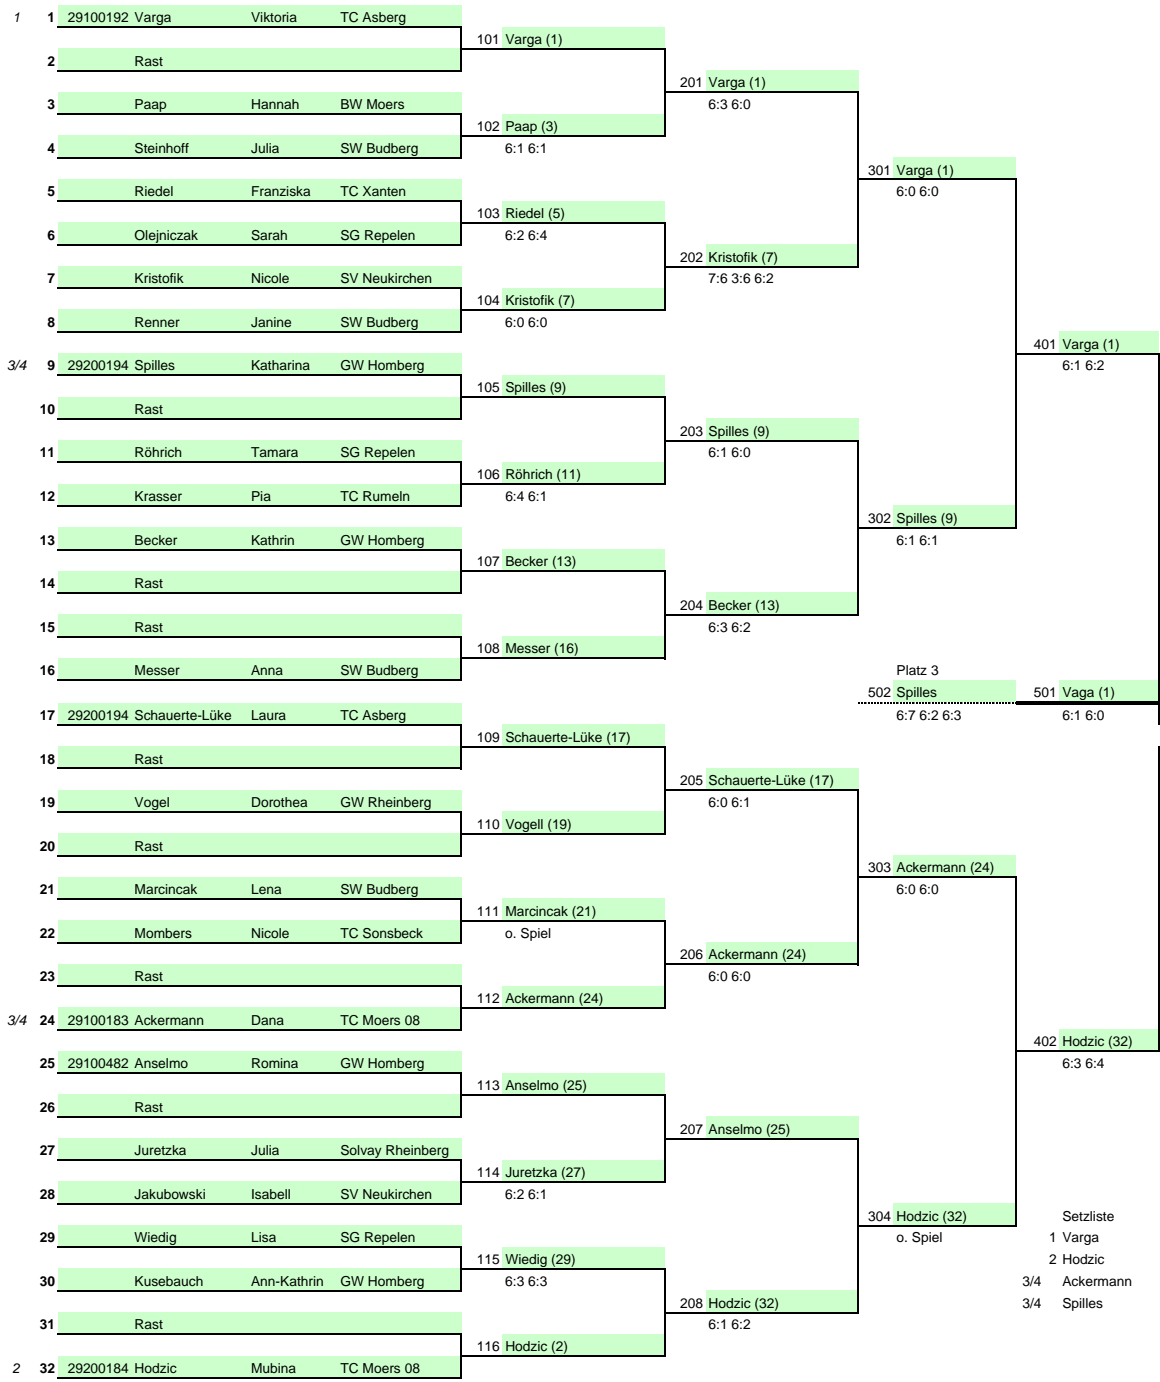 1 1 29100192 Varga Viktoria TC Asberg
101 Varga (1)
2 Rast
201 Varga (1)
3 Paap Hannah BW Moers
6:3 6:0
102 Paap (3)
4 Steinhoff Julia SW Budberg
6:1 6:1
301 Varga (1)
5 Riedel Franziska TC Xanten
6:0 6:0
103 Riedel (5)
6 Olejniczak Sarah SG Repelen
6:2 6:4
202 Kristofik (7)
7 Kristofik Nicole SV Neukirchen
7:6 3:6 6:2
104 Kristofik (7)
8 Renner Janine SW Budberg
6:0 6:0
401 Varga (1)
3/4 9 29200194 Spilles Katharina GW Homberg
6:1 6:2
105 Spilles (9)
10 Rast
203 Spilles (9)
11 Röhrich Tamara SG Repelen
6:1 6:0
106 Röhrich (11)
12 Krasser Pia TC Rumeln
6:4 6:1
302 Spilles (9)
13 Becker Kathrin GW Homberg
6:1 6:1
107 Becker (13)
14 Rast
204 Becker (13)
15 Rast
6:3 6:2
108 Messer (16)
16 Messer Anna SW Budberg
Platz 3
502 Spilles
501 Vaga (1)
17 29200194 Schauerte-Lüke Laura TC Asberg
6:7 6:2 6:3
6:1 6:0
109 Schauerte-Lüke (17)
18 Rast
205 Schauerte-Lüke (17)
19 Vogel Dorothea GW Rheinberg
6:0 6:1
110 Vogell (19)
20 Rast
303 Ackermann (24)
21 Marcincak Lena SW Budberg
6:0 6:0
111 Marcincak (21)
22 Mombers Nicole TC Sonsbeck
o. Spiel
206 Ackermann (24)
23 Rast
6:0 6:0
112 Ackermann (24)
3/4 24 29100183 Ackermann Dana TC Moers 08
402 Hodzic (32)
25 29100482 Anselmo Romina GW Homberg
6:3 6:4
113 Anselmo (25)
26 Rast
207 Anselmo (25)
27 Juretzka Julia Solvay Rheinberg
114 Juretzka (27)
28 Jakubowski Isabell SV Neukirchen
6:2 6:1
304 Hodzic (32)
Setzliste
29 Wiedig Lisa SG Repelen
o. Spiel
1 Varga
115 Wiedig (29)
2 Hodzic
30 Kusebauch Ann-Kathrin GW Homberg
6:3 6:3
3/4 Ackermann
208 Hodzic (32)
3/4 Spilles
31 Rast
6:1 6:2
116 Hodzic (2)
2 32 29200184 Hodzic Mubina TC Moers 08